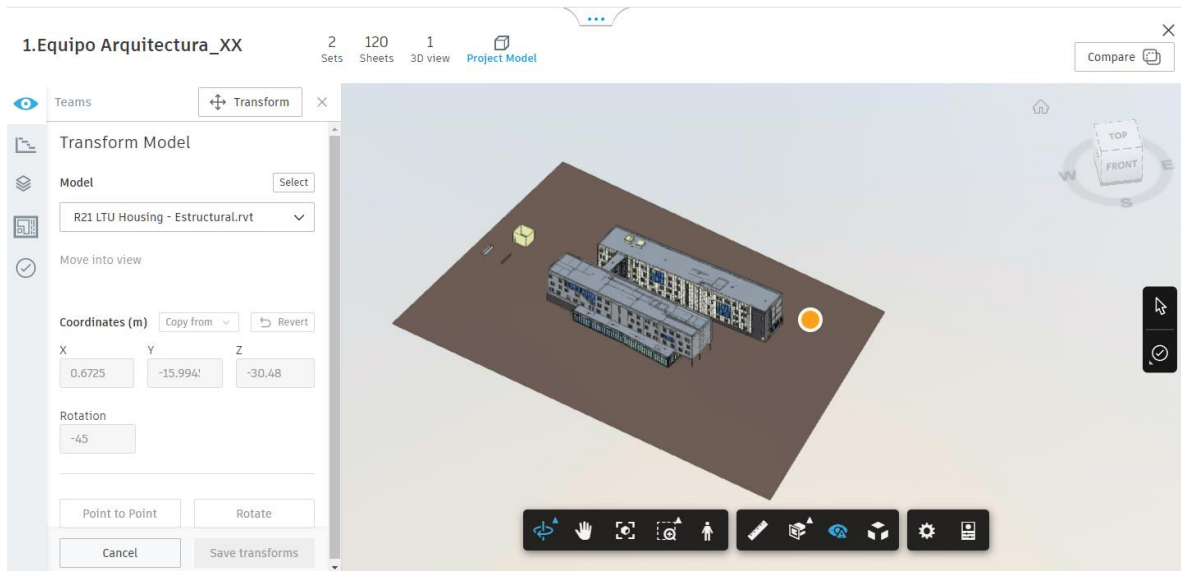 1.Equipo Arquitectura_XX
2 120 1
Sets Sheets 3D view Project Model
Compare
Teams Transform
Transform Model
Model Select
R21 LTU Housing - Estructural.rvt
Move into view
Coordinates (m) Copy from Revert
X Y Z
0.6725 -15.994 -30.48
Rotation
-45
Point to Point Rotate
Cancel Save transforms
TOP
FRONT
W E
S